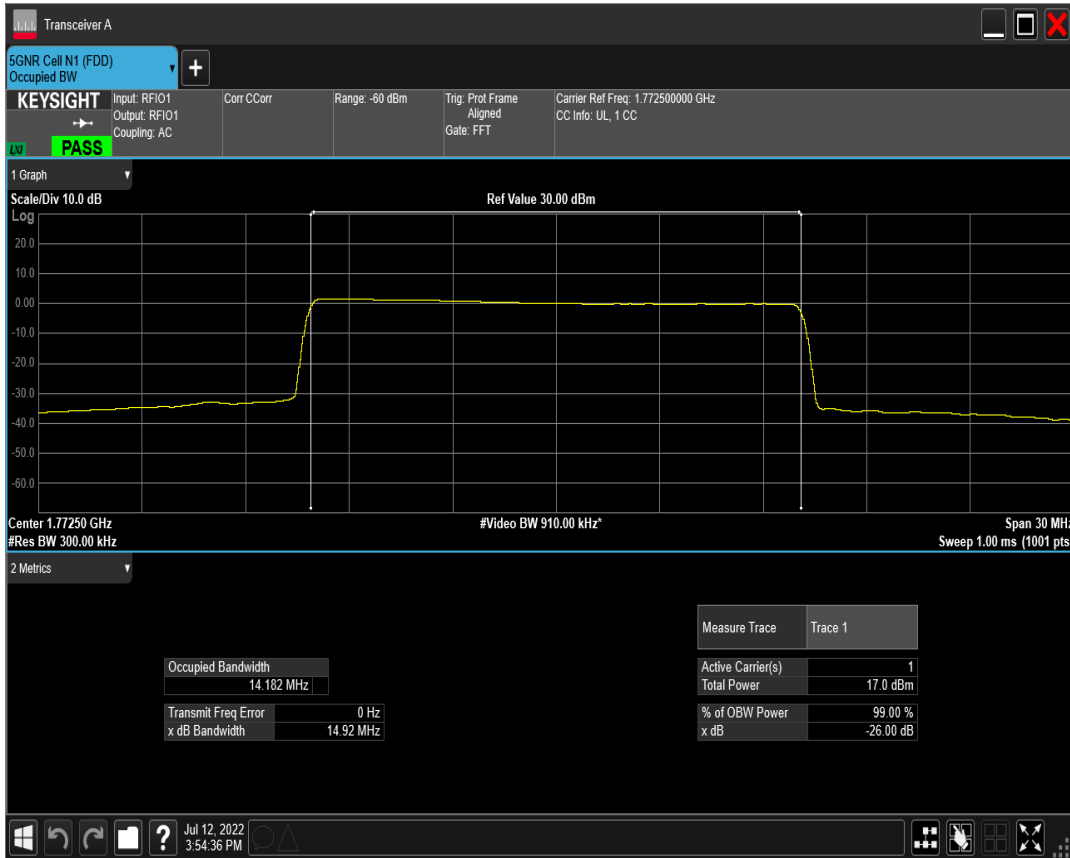 Transceiver A
5GNR Cell N1 (FDD)
Occupied BW
+
KEYSIGHT
LXI
PASS
Input: RFIO1
Output: RFIO1
Coupling: AC
Corr CCorr
Range: -60 dBm
Trig: Prot Frame
Aligned
Gate: FFT
Carrier Ref Freq: 1.772500000 GHz
CC Info: UL, 1 CC
1 Graph
Scale/Div 10.0 dB
Ref Value 30.00 dBm
Log
20.0
10.0
0.00
-10.0
-20.0
-30.0
-40.0
-50.0
-60.0
Center 1.77250 GHz
#Video BW 910.00 kHz*
Span 30 MHz
#Res BW 300.00 kHz
Sweep 1.00 ms (1001 pts
2 Metrics
Measure Trace Trace 1
Occupied Bandwidth
14.182 MHz
Active Carrier(s) 1
Total Power 17.0 dBm
Transmit Freq Error 0 Hz
x dB Bandwidth 14.92 MHz
% of OBW Power 99.00 %
x dB -26.00 dB
?
Jul 12, 2022
3:54:36 PM